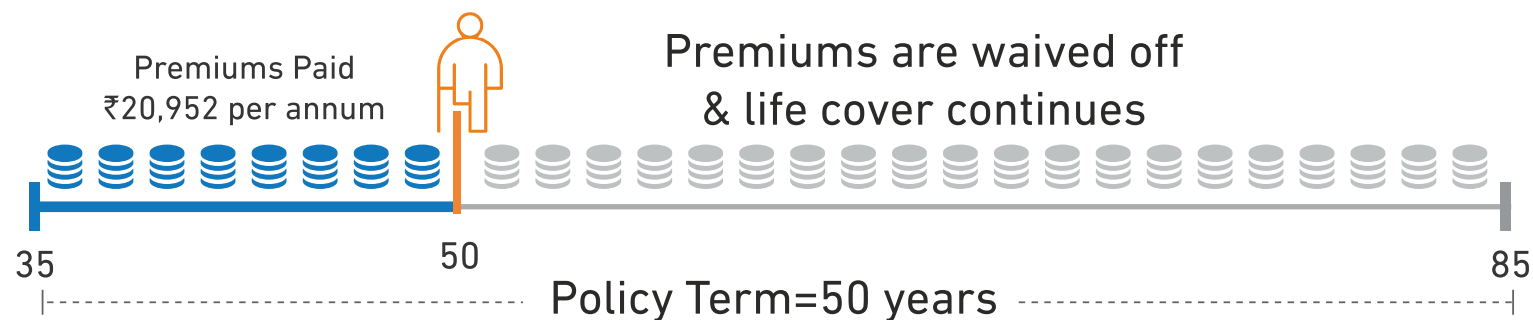 Premiums Paid
₹20,952 per annum
Premiums are waived off
& life cover continues
35
50
85
Policy Term=50 years